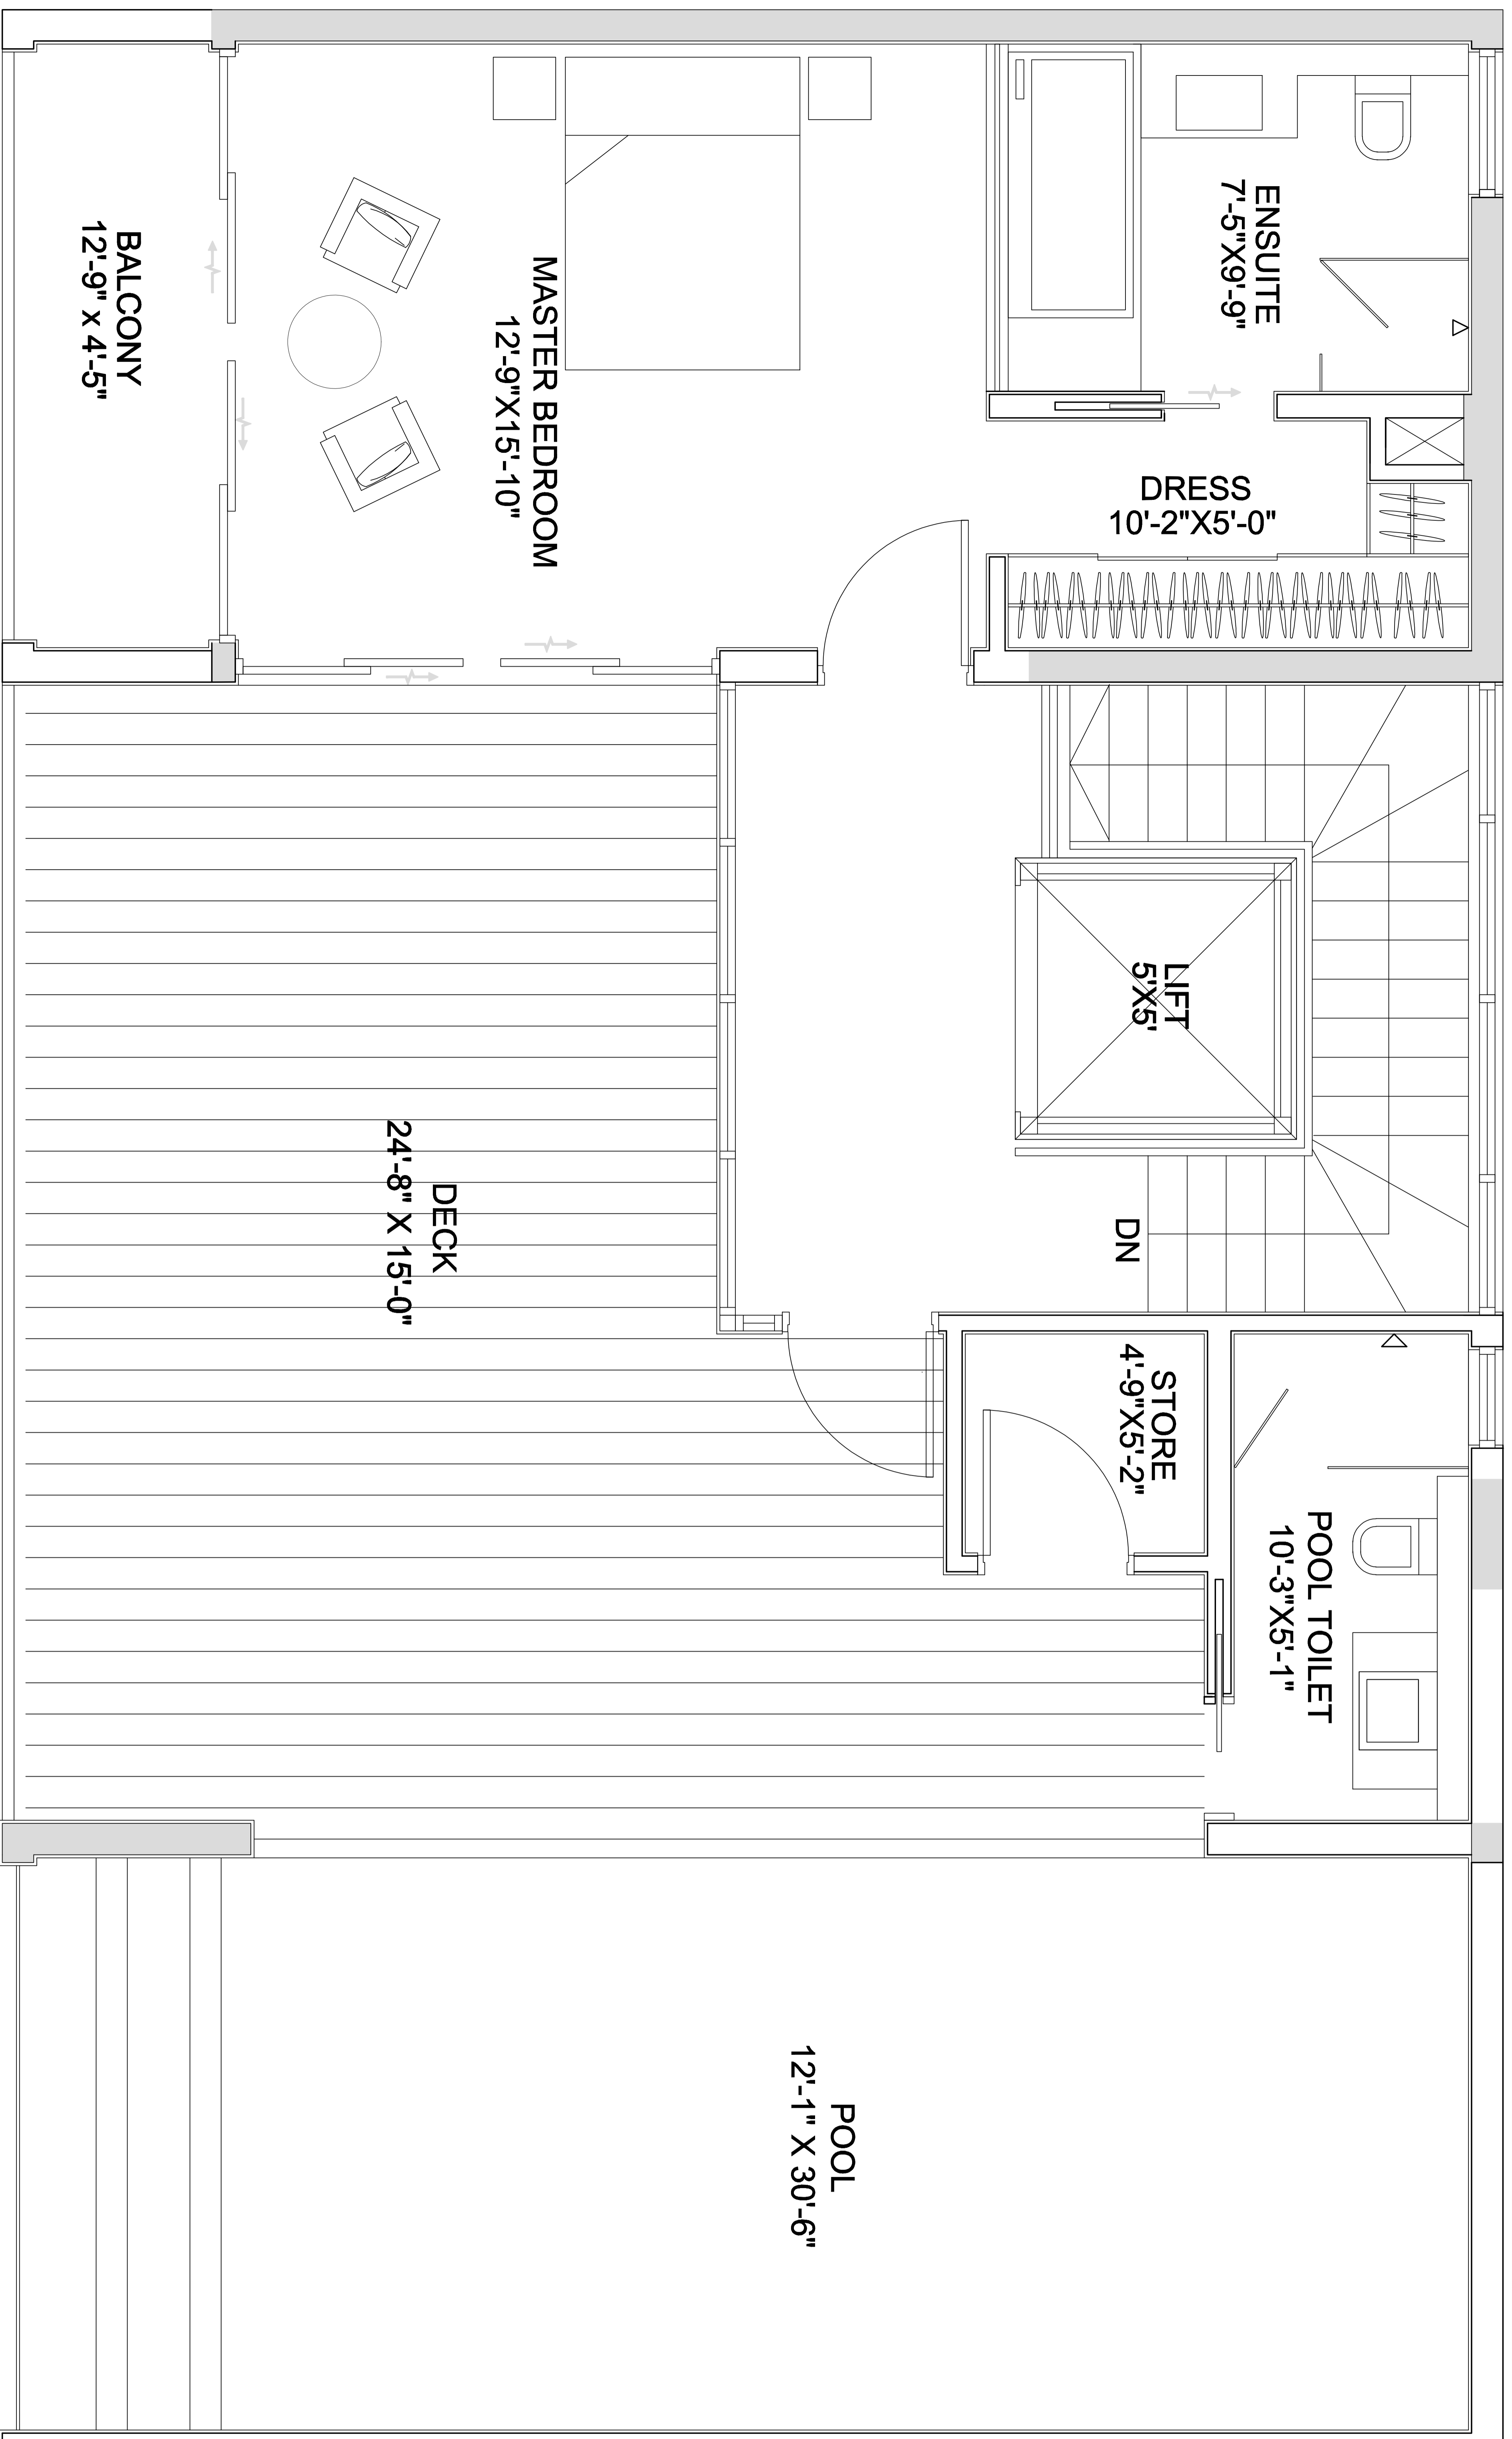 ENSUITE
7'-5"X9'-9"
BALCONY
12'-9" x 4'-5"
MASTER BEDROOM
12'-9"X15'-10"
DRESS
10'-2"X5'-0"
LIFT
5'X5'
DN
DECK
24'-8" X 15'-0"
STORE
4'-9"X5'-2"
POOL TOILET
10'-3"X5'-1"
POOL
12'-1" X 30'-6"